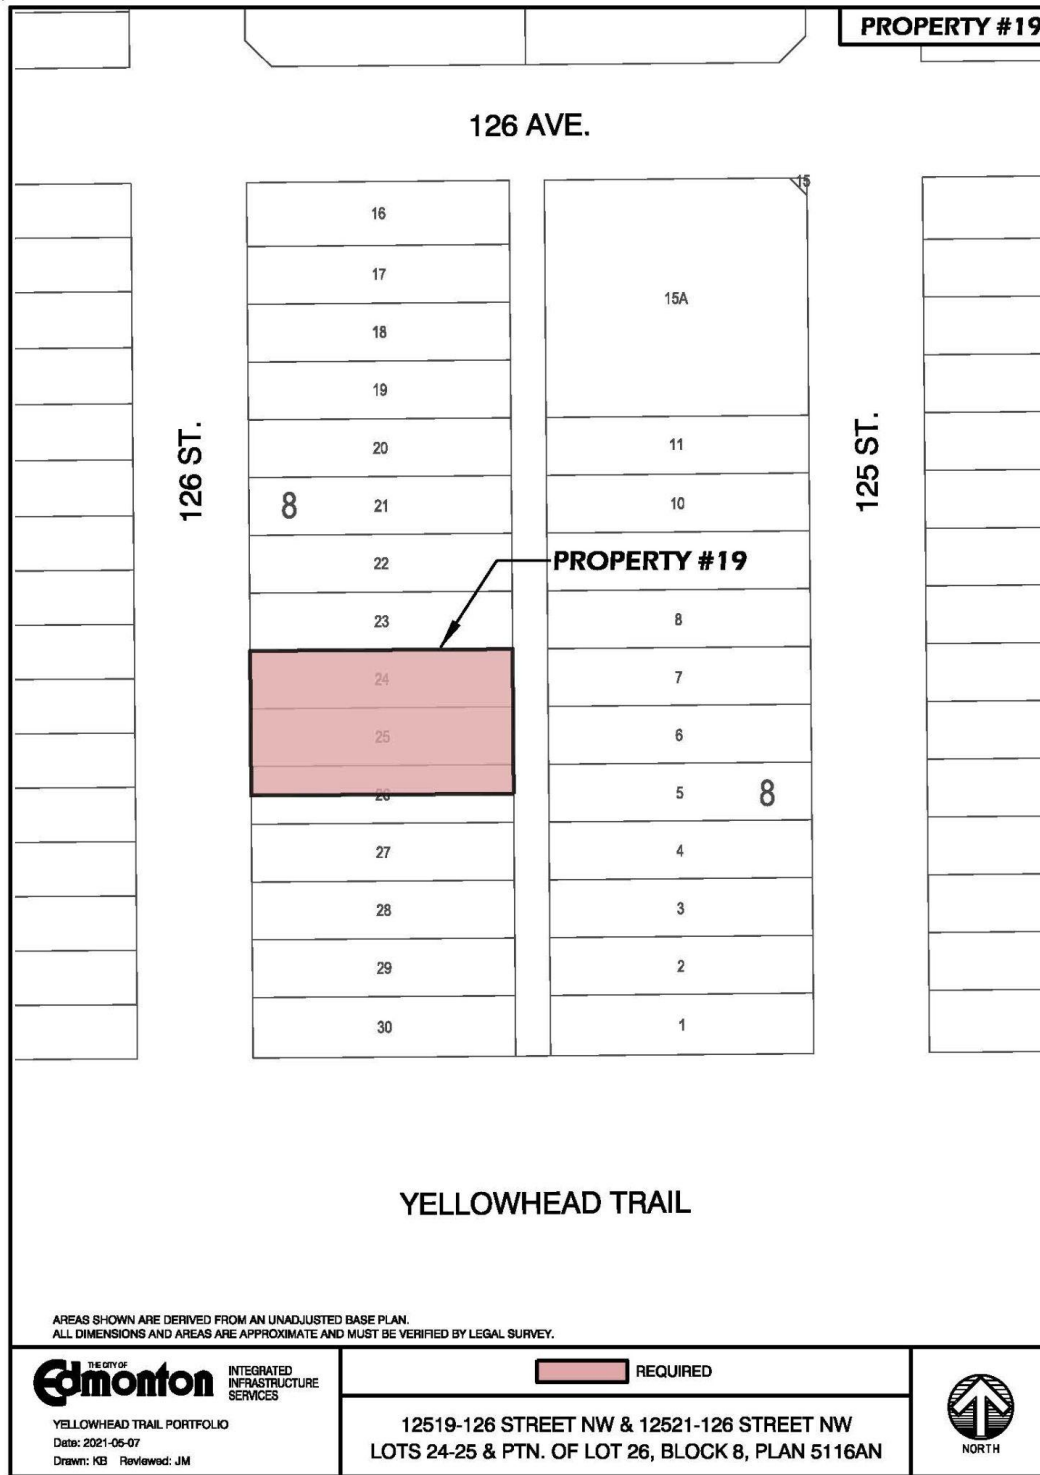 PROPERTY #19
126 AVE.
15
16
17
15A
18
19
126 ST.
125 ST.
20
11
8
21
10
22
PROPERTY #19
23
8
24
7
25
6
26
5
8
27
4
28
3
29
2
30
1
YELLOWHEAD TRAIL
AREAS SHOWN ARE DERIVED FROM AN UNADJUSTED BASE PLAN.
ALL DIMENSIONS AND AREAS ARE APPROXIMATE AND MUST BE VERIFIED BY LEGAL SURVEY.
THE CITY OF
Edmonton
INTEGRATED
INFRASTRUCTURE
SERVICES
YELLOWHEAD TRAIL PORTFOLIO
Date: 2021-05-07
Drawn: KB Reviewed: JM
REQUIRED
12519-126 STREET NW & 12521-126 STREET NW
LOTS 24-25 & PTN. OF LOT 26, BLOCK 8, PLAN 5116AN
NORTH